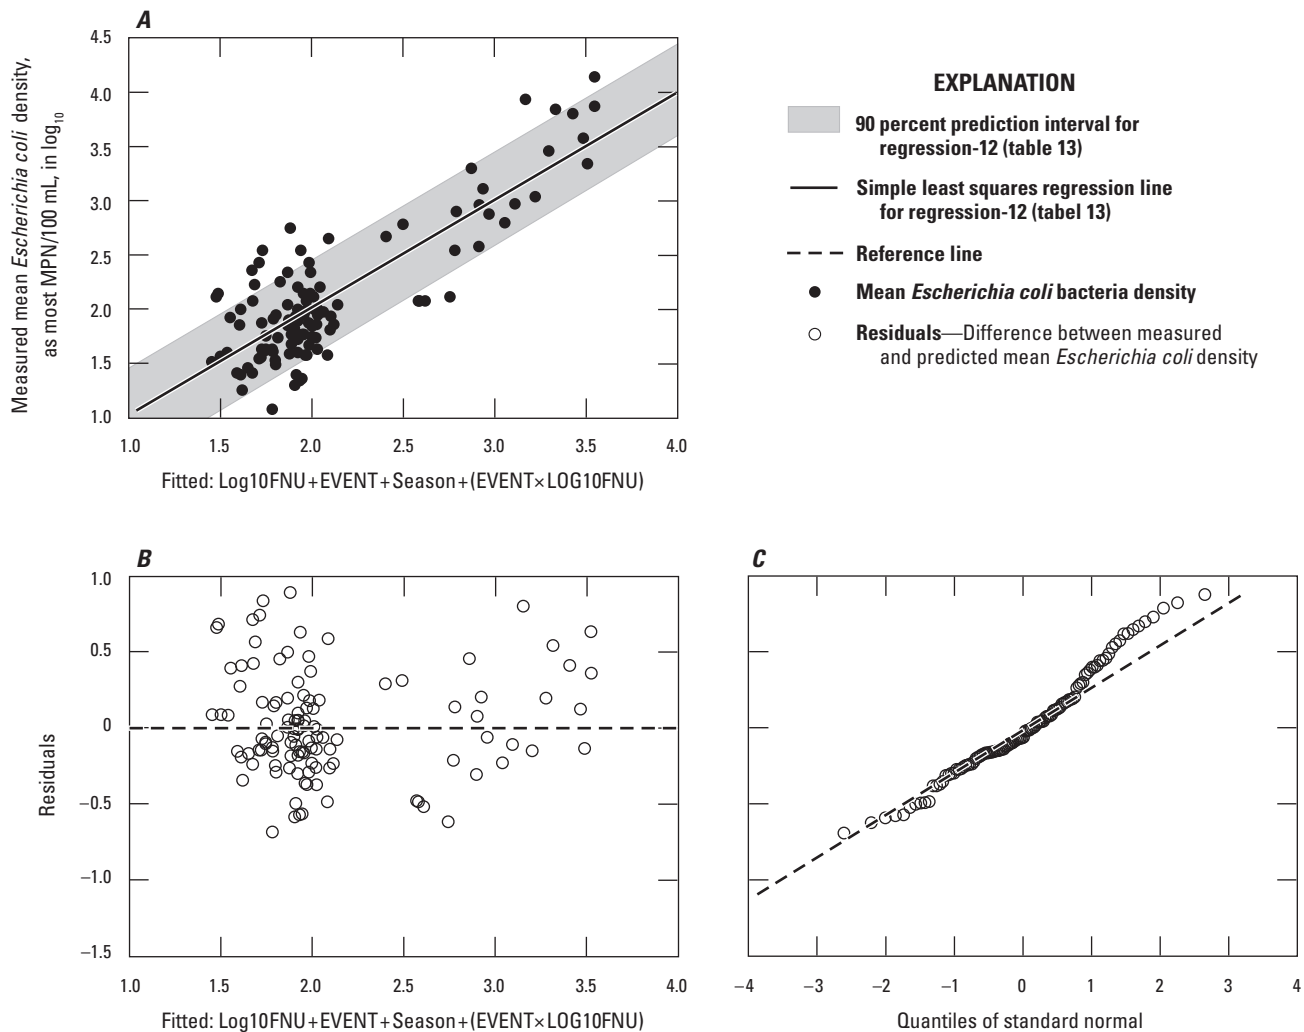 A
Measured mean Escherichia coli density,
as most MPN/100 mL, in log10
4.5
4.0
3.5
3.0
2.5
2.0
1.5
1.0
1.0 1.5 2.0 2.5 3.0 3.5 4.0
Fitted: Log10FNU+EVENT+Season+(EVENT×LOG10FNU)
EXPLANATION
90 percent prediction interval for
regression-12 (table 13)
Simple least squares regression line
for regression-12 (tabel 13)
Reference line
Mean Escherichia coli bacteria density
Residuals—Difference between measured
and predicted mean Escherichia coli density
B
Residuals
1.0
0.5
0
−0.5
−1.0
−1.5
1.0 1.5 2.0 2.5 3.0 3.5 4.0
Fitted: Log10FNU+EVENT+Season+(EVENT×LOG10FNU)
C
−4 −3 −2 −1 0 1 2 3 4
Quantiles of standard normal